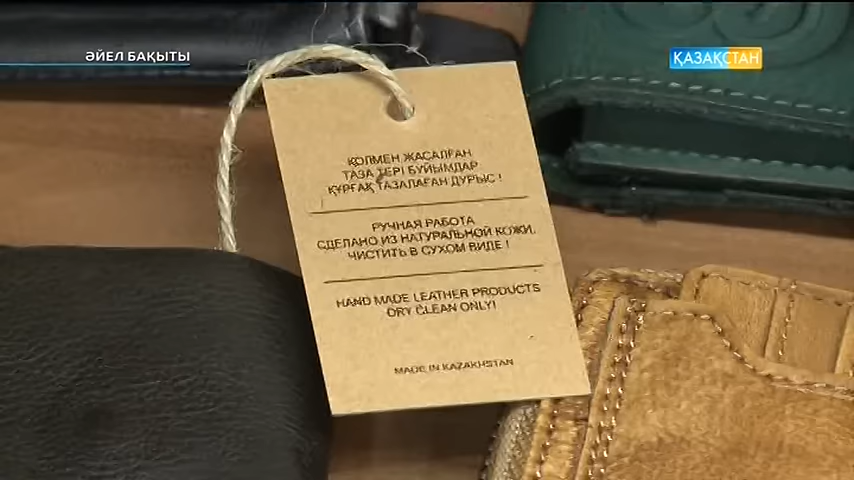 ӘЙЕЛ БАҚЫТЫ
ҚАЗАҚСТАН
ҚОЛМЕН ЖАСАЛҒАН
ТАЗА ТЕРІ БҰЙЫМДАР
ҚҰРҒАҚ ТАЗАЛАҒАН ДҰРЫС !
РУЧНАЯ РАБОТА
СДЕЛАНО ИЗ НАТУРАЛЬНОЙ КОЖИ.
ЧИСТИТЬ В СУХОМ ВИДЕ !
HAND MADE LEATHER PRODUCTS
DRY CLEAN ONLY!
MADE IN KAZAKHSTAN